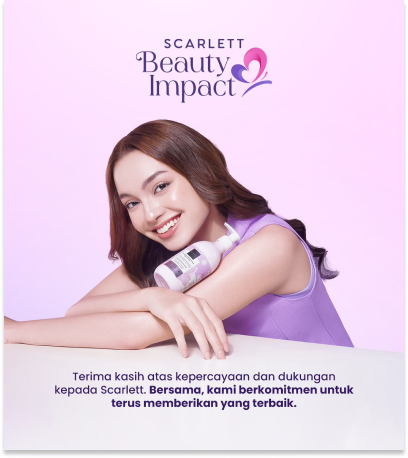 SCARLETT
Beauty
Impact
Terima kasih atas kepercayaan dan dukungan
kepada Scarlett. Bersama, kami berkomitmen untuk
terus memberikan yang terbaik.